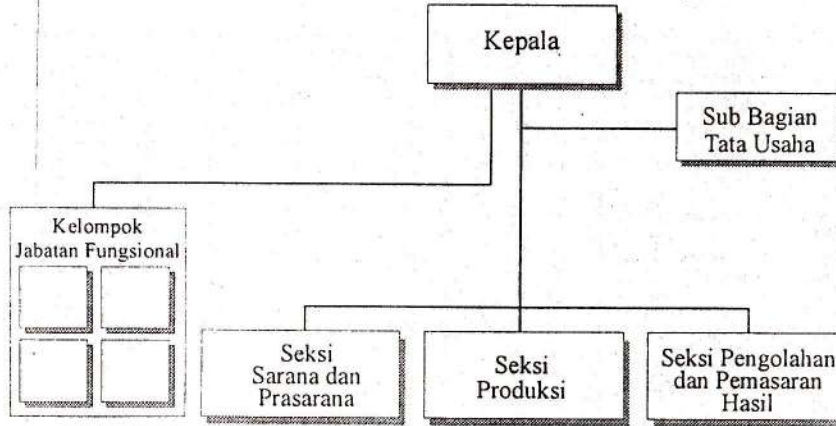 Kepala
Sub Bagian
Tata Usaha
Kelompok
Jabatan Fungsional
Seksi
Sarana dan
Prasarana
Seksi
Produksi
Seksi Pengolahan
dan Pemasaran
Hasil